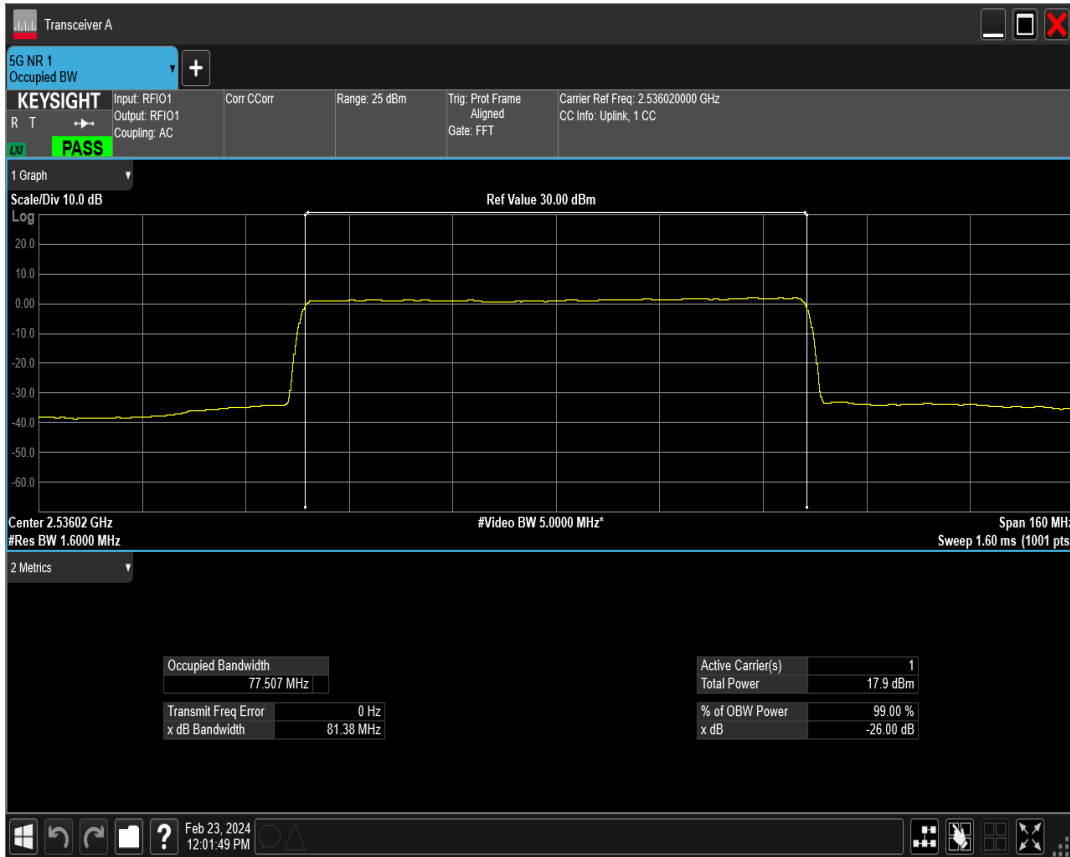 Transceiver A
5G NR 1
Occupied BW
KEYSIGHT
R T
LXI
PASS
Input: RFIO1
Output: RFIO1
Coupling: AC
Corr CCorr
Range: 25 dBm
Trig: Prot Frame
Aligned
Gate: FFT
Carrier Ref Freq: 2.536020000 GHz
CC Info: Uplink, 1 CC
1 Graph
Scale/Div 10.0 dB
Ref Value 30.00 dBm
Log
20.0
10.0
0.00
-10.0
-20.0
-30.0
-40.0
-50.0
-60.0
Center 2.53602 GHz
#Video BW 5.0000 MHz*
Span 160 MHz
#Res BW 1.6000 MHz
Sweep 1.60 ms (1001 pts
2 Metrics
Occupied Bandwidth
77.507 MHz
Transmit Freq Error 0 Hz
x dB Bandwidth 81.38 MHz
Active Carrier(s) 1
Total Power 17.9 dBm
% of OBW Power 99.00 %
x dB -26.00 dB
?
Feb 23, 2024
12:01:49 PM